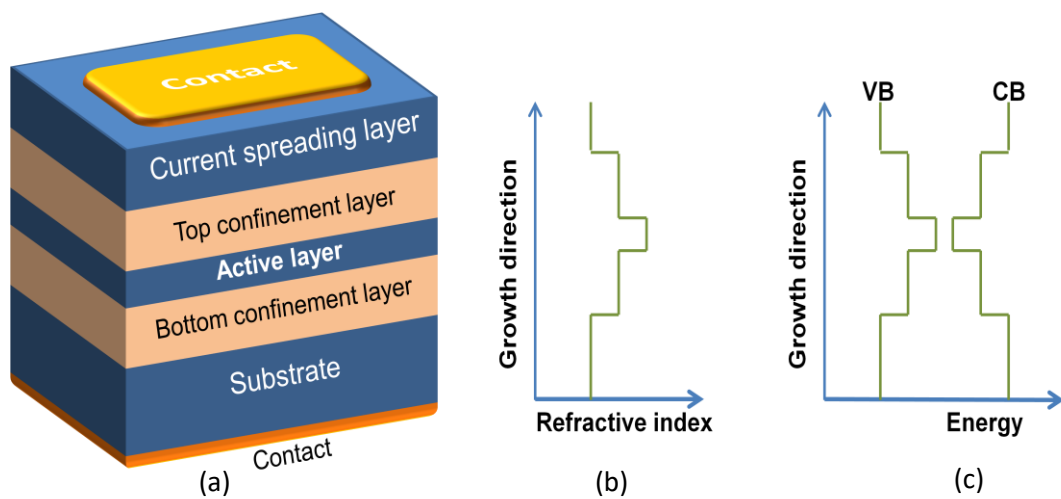 Contact
Current spreading layer
Top confinement layer
Active layer
Bottom confinement layer
Substrate
Contact
(a)
Growth direction
Refractive index
(b)
VB
CB
Growth direction
Energy
(c)